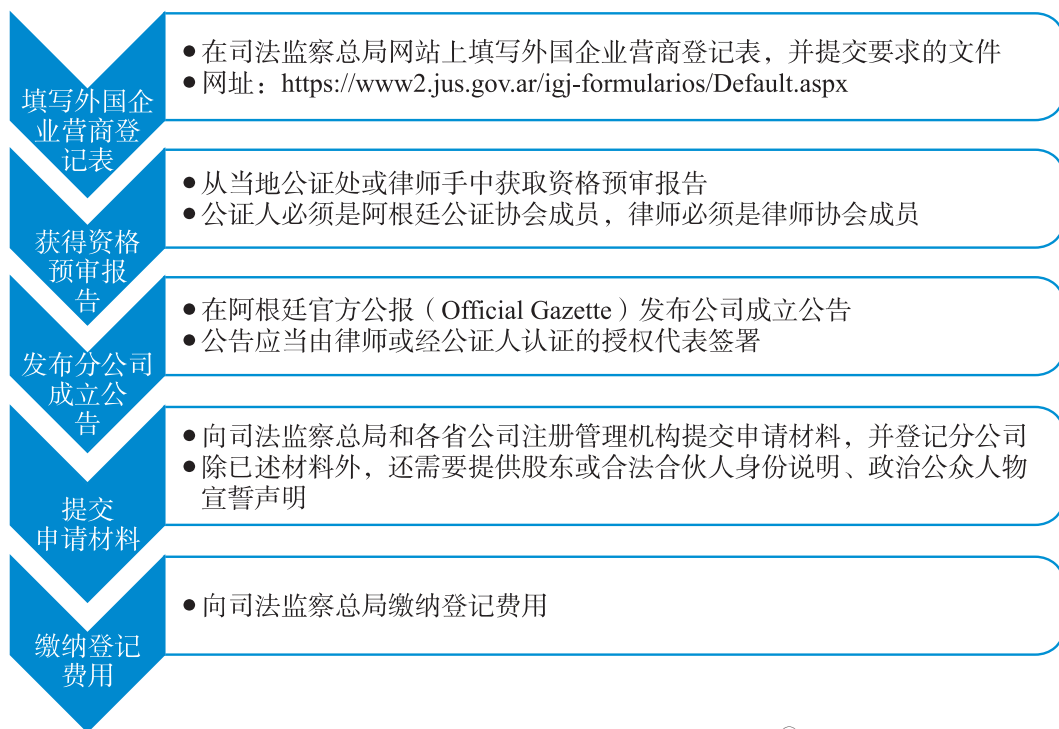 填写外国企
业营商登
记表
●在司法监察总局网站上填写外国企业营商登记表，并提交要求的文件
●网址：https://www2.jus.gov.ar/igj-formularios/Default.aspx
获得资格
预审报
告
●从当地公证处或律师手中获取资格预审报告
●公证人必须是阿根廷公证协会成员，律师必须是律师协会成员
发布分公司
成立公
告
●在阿根廷官方公报（Official Gazette）发布公司成立公告
●公告应当由律师或经公证人认证的授权代表签署
提交
申请材料
●向司法监察总局和各省公司注册管理机构提交申请材料，并登记分公司
●除已述材料外，还需要提供股东或合法合伙人身份说明、政治公众人物
宣誓声明
缴纳登记
费用
●向司法监察总局缴纳登记费用